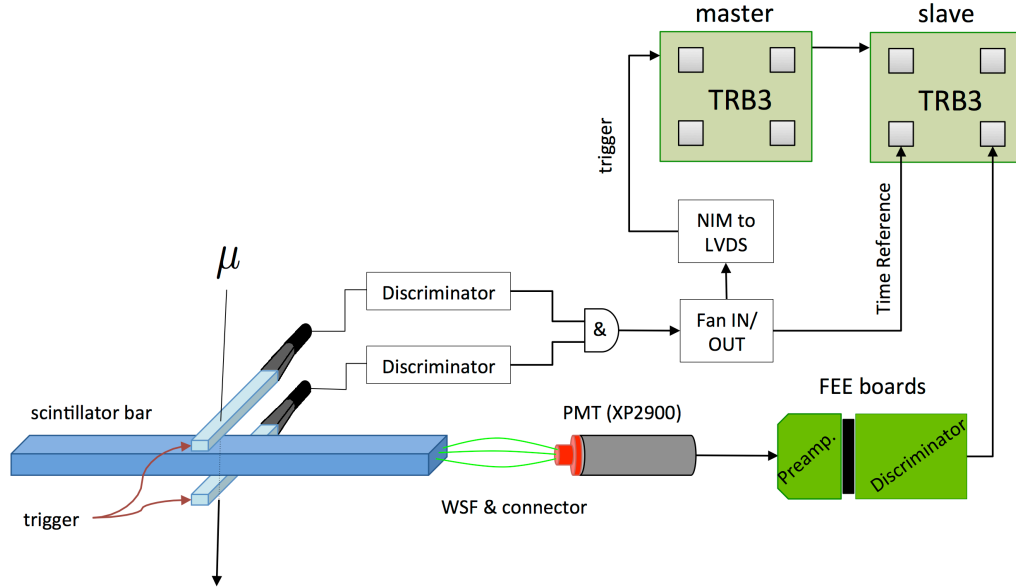 master
slave
TRB3
TRB3
trigger
NIM to
LVDS
Time Reference
μ
Discriminator
&
Fan IN/
OUT
Discriminator
FEE boards
scintillator bar
PMT (XP2900)
Preamp.
Discriminator
WSF & connector
trigger